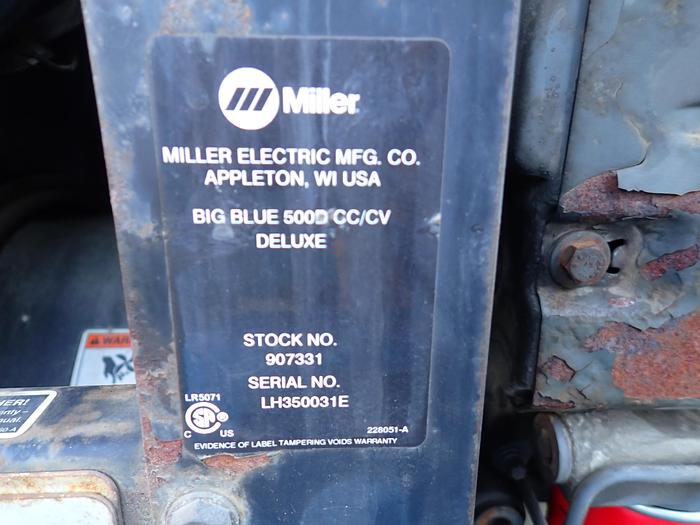 Miller
MILLER ELECTRIC MFG. CO.
APPLETON, WI USA
BIG BLUE 500D CC/CV
DELUXE
STOCK NO.
907331
SERIAL NO.
LH350031E
LR5071
C US
228051-A
EVIDENCE OF LABEL TAMPERING VOIDS WARRANTY
WARN